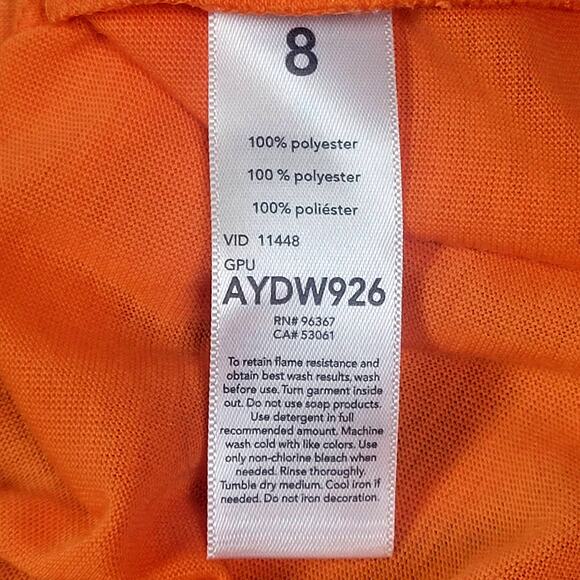 8
100% polyester
100 % polyester
100% poliéster
VID 11448
GPU
AYDW926
RN# 96367
CA# 53061
To retain flame resistance and
obtain best wash results, wash
before use. Turn garment inside
out. Do not use soap products.
Use detergent in full
recommended amount. Machine
wash cold with like colors. Use
only non-chlorine bleach when
needed. Rinse thoroughly.
Tumble dry medium. Cool iron if
needed. Do not iron decoration.